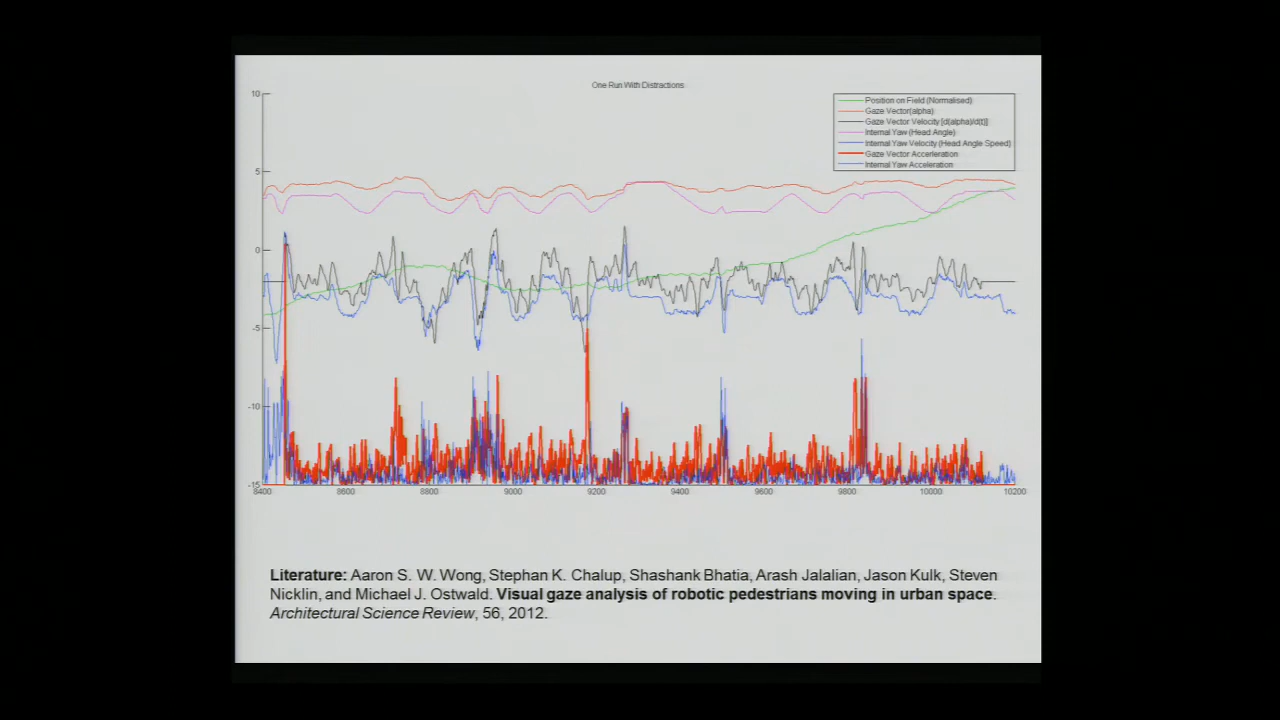 One Run With Distractions
10
Position on Field (Normalised)
Gaze Vector(alpha)
Gaze Vector Velocity [d(alpha)/d(t)]
Internal Yaw (Head Angle)
Internal Yaw Velocity (Head Angle Speed)
Gaze Vector Accerleration
Internal Yaw Acceleration
5
0
-5
-10
-15
8400 8600 8800 9000 9200 9400 9600 9800 10000 10200
Literature: Aaron S. W. Wong, Stephan K. Chalup, Shashank Bhatia, Arash Jalalian, Jason Kulk, Steven
Nicklin, and Michael J. Ostwald. Visual gaze analysis of robotic pedestrians moving in urban space.
Architectural Science Review, 56, 2012.